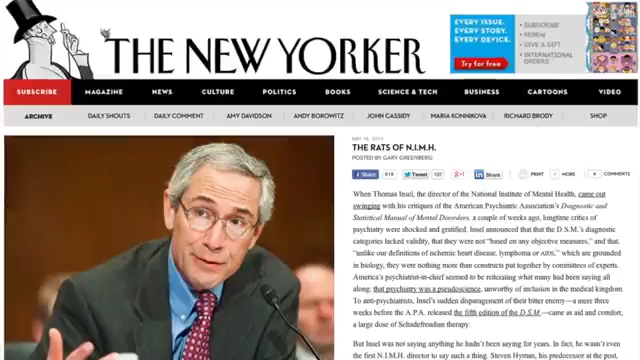 THE NEW YORKER
EVERY ISSUE.
EVERY STORY.
EVERY DEVICE.
Try for free
SUBSCRIBE
RENEW
GIVE A GIFT
INTERNATIONAL
ORDERS
SUBSCRIBE MAGAZINE NEWS CULTURE POLITICS BOOKS SCIENCE & TECH BUSINESS CARTOONS VIDEO
ARCHIVE DAILY SHOUTS DAILY COMMENT AMY DAVIDSON ANDY BOROWITZ JOHN CASSIDY MARIA KONNIKOVA RICHARD BRODY SHOP
THE RATS OF N.I.M.H.
POSTED BY GARY GREENBERG
Share Tweet 107 +1 Share PRINT MORE 4 COMMENTS
When Thomas Insel, the director of the National Institute of Mental Health, came out
swinging with his critiques of the American Psychiatric Association's Diagnostic and
Statistical Manual of Mental Disorders, a couple of weeks ago, longtime critics of
psychiatry were shocked and gratified. Insel announced that that the D.S.M.'s diagnostic
categories lacked validity, that they were not "based on any objective measures," and that,
"unlike our definitions of ischemic heart disease, lymphoma or AIDS," which are grounded
in biology, they were nothing more than constructs put together by committees of experts.
America's psychiatrist-in-chief seemed to be reiterating what many had been saying all
along: that psychiatry was a pseudoscience, unworthy of inclusion in the medical kingdom.
To anti-psychiatrists, Insel's sudden disparagement of their bitter enemy—a mere three
weeks before the A.P.A. released the fifth edition of the D.S.M.—came as aid and comfort,
a large dose of Schadefreudian therapy.
But Insel was not saying anything he hadn't been saying for years. In fact, he wasn't even
the first N.I.M.H. director to say such a thing. Steven Hyman, his predecessor at the post,